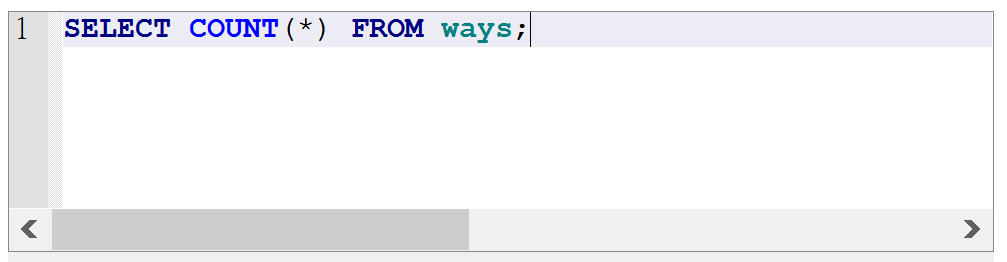 1 SELECT COUNT(*) FROM ways;